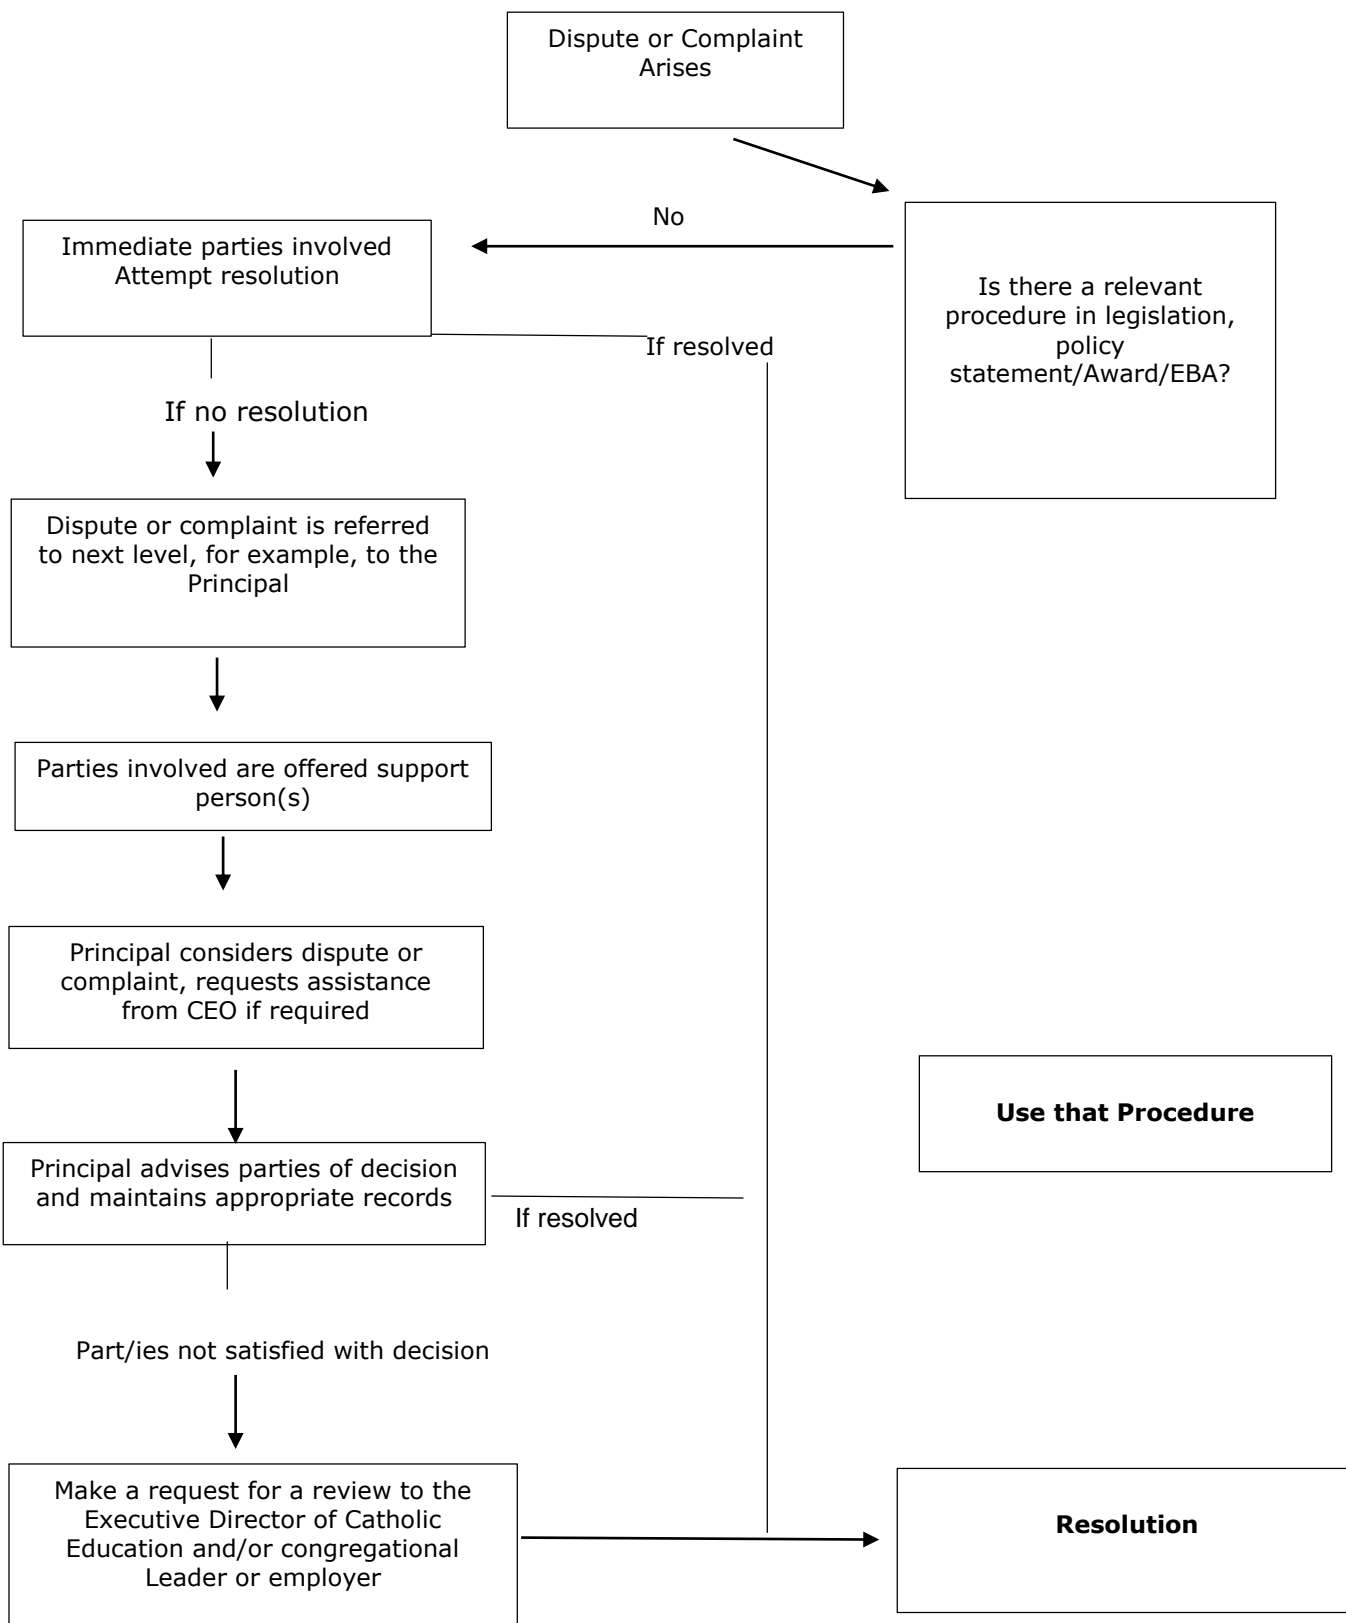 Dispute or Complaint
Arises
No
Immediate parties involved
Attempt resolution
Is there a relevant
procedure in legislation,
policy
statement/Award/EBA?
If resolved
If no resolution
Dispute or complaint is referred
to next level, for example, to the
Principal
Parties involved are offered support
person(s)
Principal considers dispute or
complaint, requests assistance
from CEO if required
Use that Procedure
Principal advises parties of decision
and maintains appropriate records
If resolved
Part/ies not satisfied with decision
Make a request for a review to the
Executive Director of Catholic
Education and/or congregational
Leader or employer
Resolution